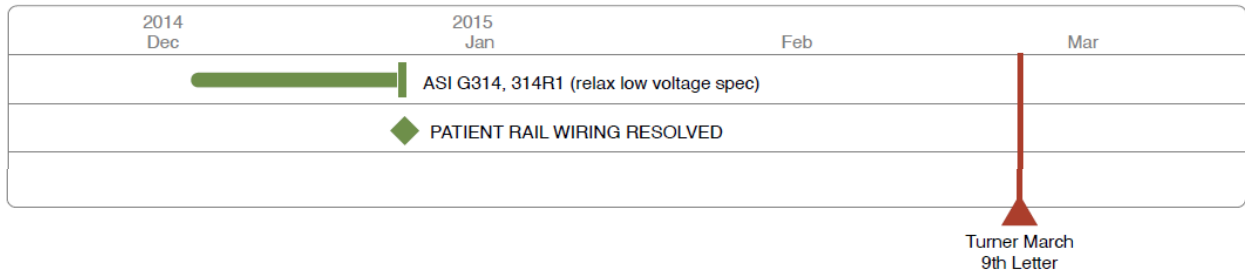 2014 2015
Dec Jan Feb Mar
ASI G314, 314R1 (relax low voltage spec)
PATIENT RAIL WIRING RESOLVED
Turner March
9th Letter